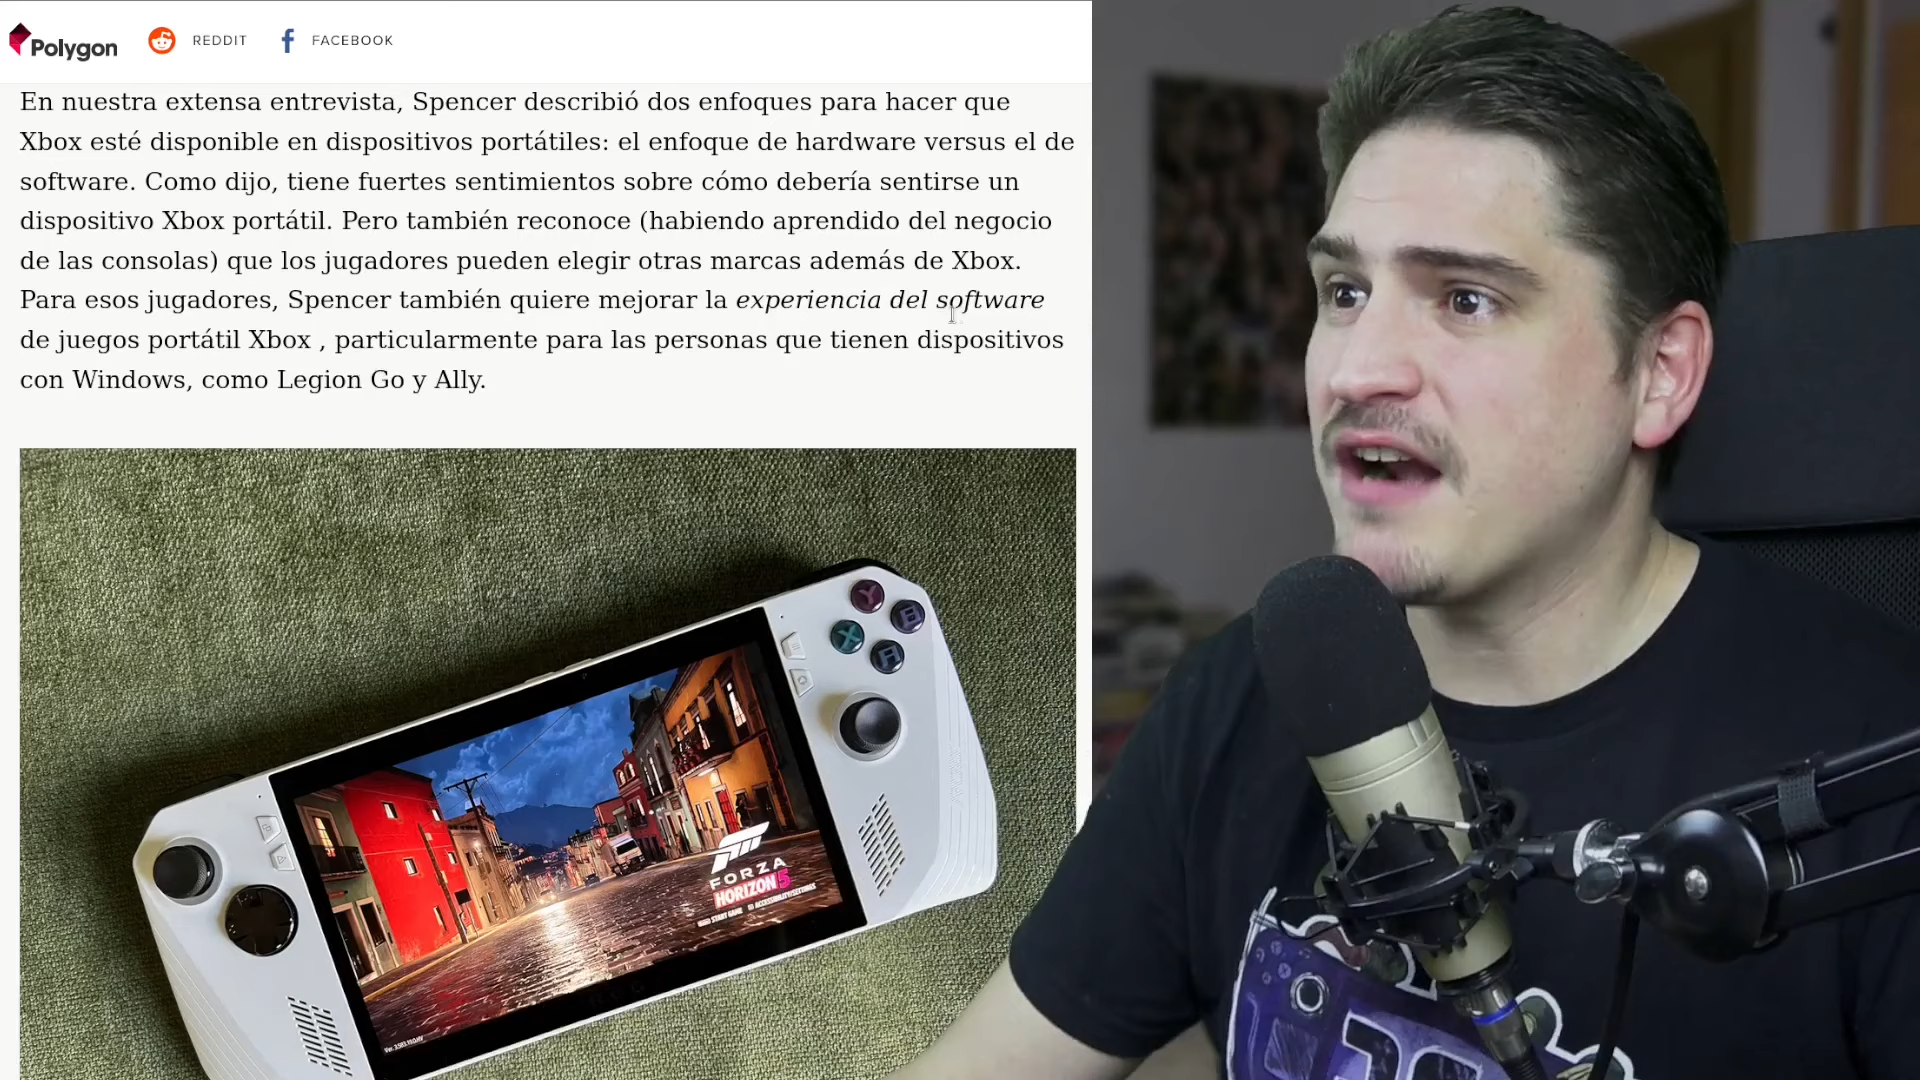 Polygon REDDIT FACEBOOK
En nuestra extensa entrevista, Spencer describió dos enfoques para hacer que
Xbox esté disponible en dispositivos portátiles: el enfoque de hardware versus el de
software. Como dijo, tiene fuertes sentimientos sobre cómo debería sentirse un
dispositivo Xbox portátil. Pero también reconoce (habiendo aprendido del negocio
de las consolas) que los jugadores pueden elegir otras marcas además de Xbox.
Para esos jugadores, Spencer también quiere mejorar la experiencia del software
de juegos portátil Xbox , particularmente para las personas que tienen dispositivos
con Windows, como Legion Go y Ally.
Y
B
X
A
FORZA
HORIZON 5
START GAME ACCESSIBILITY SETTINGS